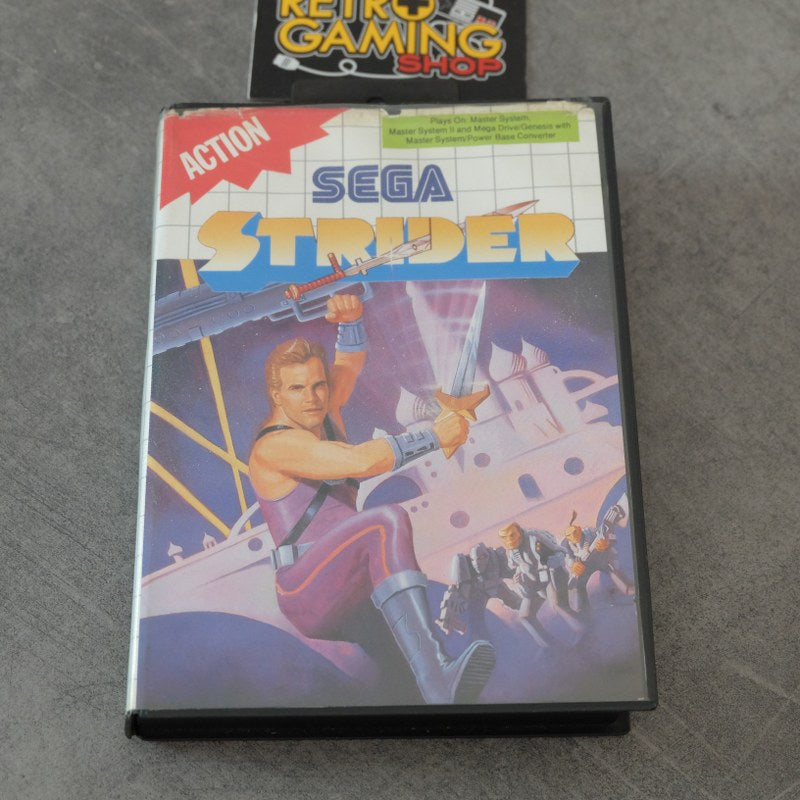 RETRO
GAMING
SHOP
ACTION
Plays On: Master System,
Master System II and Mega Drive/Genesis with
Master System/Power Base Converter
SEGA
STRIDER